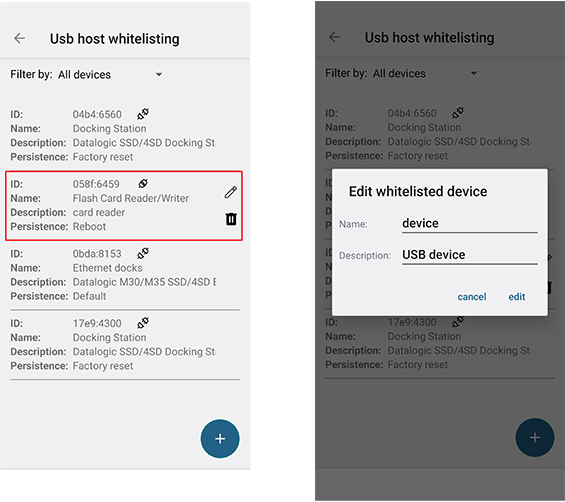 Usb host whitelisting
Filter by: All devices
ID: 04b4:6560
Name: Docking Station
Description: Datalogic SSD/4SD Docking Sta
Persistence: Factory reset
ID: 058f:6459
Name: Flash Card Reader/Writer
Description: card reader
Persistence: Reboot
ID: 0bda:8153
Name: Ethernet docks
Description: Datalogic M30/M35 SSD/4SD E
Persistence: Default
ID: 17e9:4300
Name: Docking Station
Description: Datalogic SSD/4SD Docking Sta
Persistence: Factory reset
+
Usb host whitelisting
Filter by: All devices
ID: 04b4:6560
Name: Docking Station
Description: Datalogic SSD/4SD Docking Sta
Persistence: Factory reset
Edit whitelisted device
Name: device
Description: USB device
cancel edit
ID: 17e9:4300
Name: Docking Station
Description: Datalogic SSD/4SD Docking Sta
Persistence: Factory reset
+